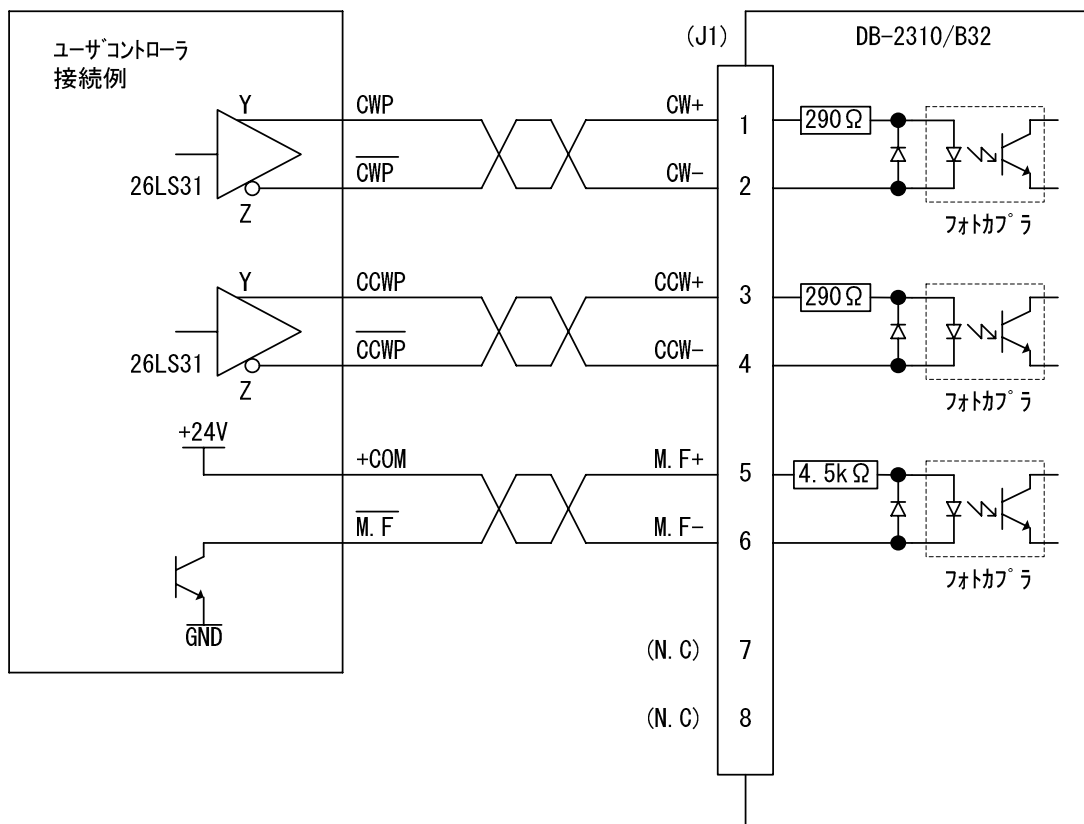 ユーザコントローラ
接続例
(J1)
DB-2310/B32
Y
CWP
CW+
1
290Ω
26LS31
C̅W̅P̅
CW-
2
Z
フォトカプラ
Y
CCWP
CCW+
3
290Ω
26LS31
C̅C̅W̅P̅
CCW-
4
Z
フォトカプラ
+24V
+COM
M.F+
5
4.5kΩ
M̅.̅F̅
M.F-
6
フォトカプラ
GND
(N.C)
7
(N.C)
8